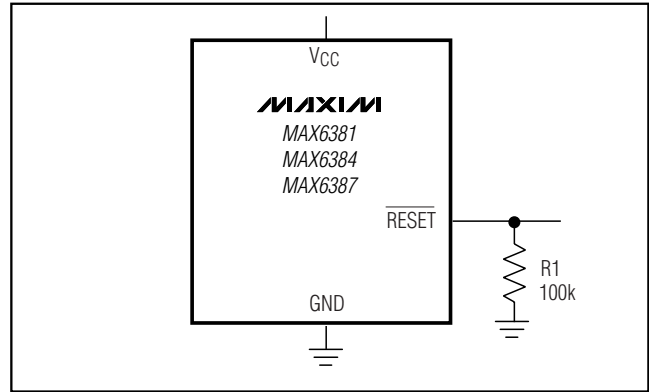 VCC
MAXIM
MAX6381
MAX6384
MAX6387
RESET
R1
100k
GND